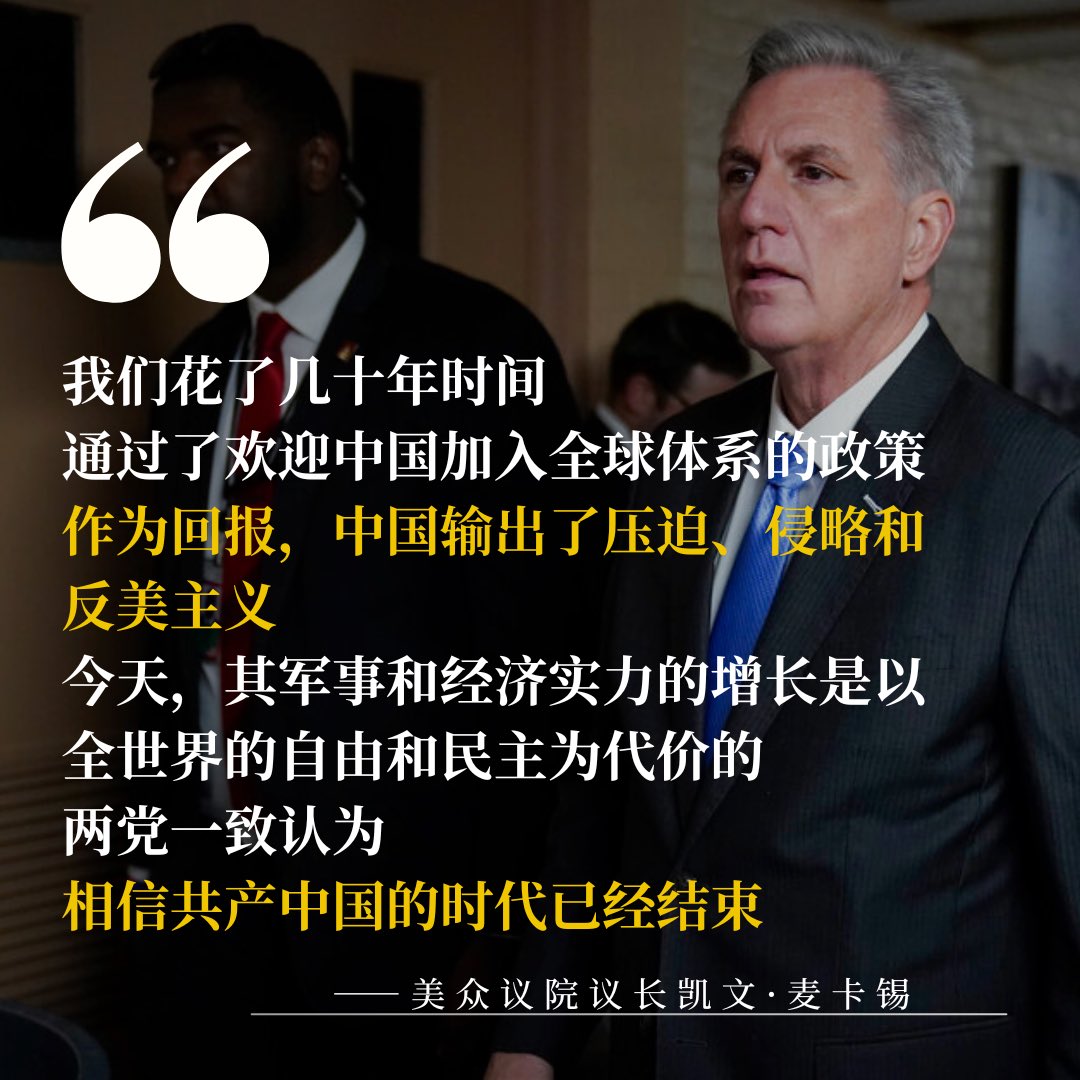 我们花了几十年时间
通过了欢迎中国加入全球体系的政策
作为回报，中国输出了压迫、侵略和
反美主义
今天，其军事和经济实力的增长是以
全世界的自由和民主为代价的
两党一致认为
相信共产中国的时代已经结束
——美众议院议长凯文·麦卡锡